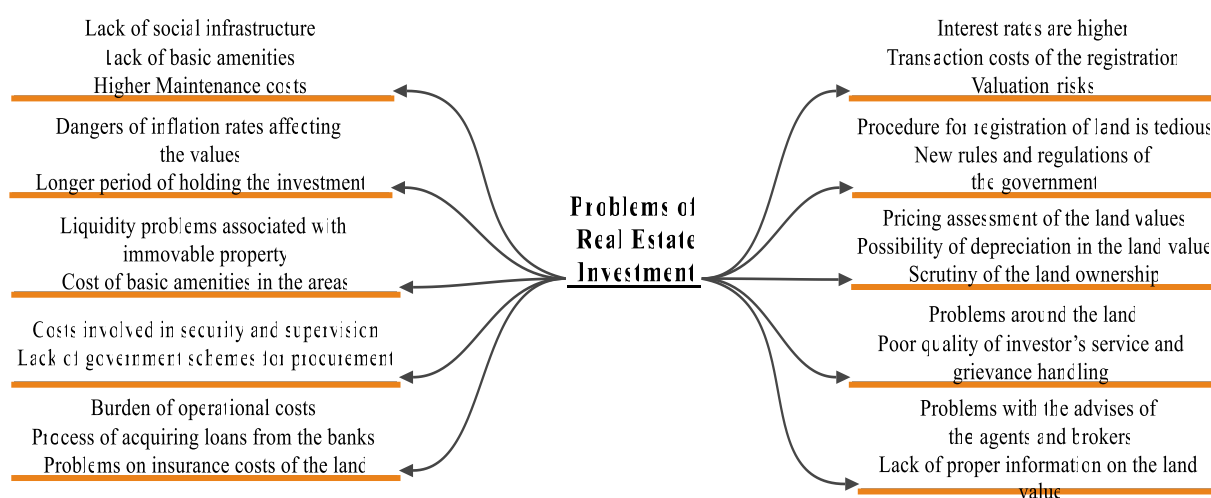 Lack of social infrastructure
Lack of basic amenities
Higher Maintenance costs
Dangers of inflation rates affecting
the values
Longer period of holding the investment
Liquidity problems associated with
immovable property
Cost of basic amenities in the areas
Costs involved in security and supervision
Lack of government schemes for procurement
Burden of operational costs
Process of acquiring loans from the banks
Problems on insurance costs of the land
Problems of
Real Estate
Investment
Interest rates are higher
Transaction costs of the registration
Valuation risks
Procedure for registration of land is tedious
New rules and regulations of
the government
Pricing assessment of the land values
Possibility of depreciation in the land value
Scrutiny of the land ownership
Problems around the land
Poor quality of investor's service and
grievance handling
Problems with the advises of
the agents and brokers
Lack of proper information on the land
value